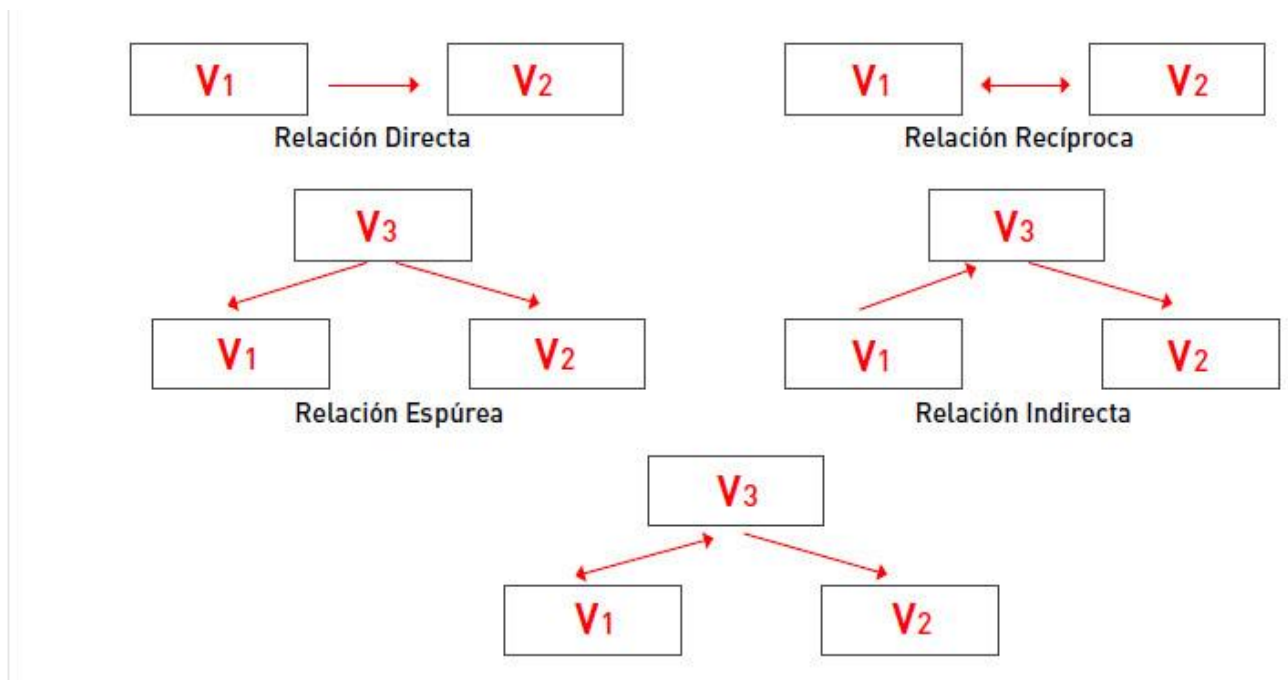 V1 V2 V1 V2
Relación Directa Relación Recíproca
V3 V3
V1 V2 V1 V2
Relación Espúrea Relación Indirecta
V3
V1 V2